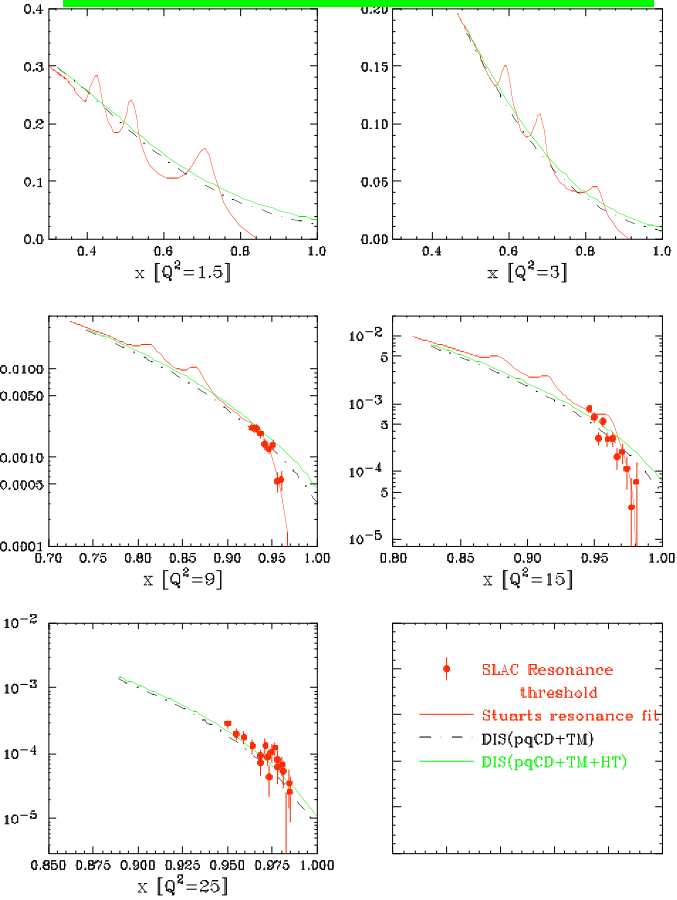 0.4
0.3
0.2
0.1
0.0
0.4 0.6 0.8 1.0
x [Q²=1.5]
0.20
0.15
0.10
0.05
0.00
0.4 0.6 0.8 1.0
x [Q²=3]
0.0100
0.0050
0.0010
0.0005
0.0001
0.70 0.75 0.80 0.85 0.90 0.95 1.00
x [Q²=9]
10⁻²
5
10⁻³
5
10⁻⁴
5
10⁻⁵
0.80 0.85 0.90 0.95 1.00
x [Q²=15]
10⁻²
10⁻³
10⁻⁴
10⁻⁵
0.850 0.875 0.900 0.925 0.950 0.975 1.000
x [Q²=25]
SLAC Resonance
threshold
Stuarts resonance fit
DIS(pqCD+TM)
DIS(pqCD+TM+HT)